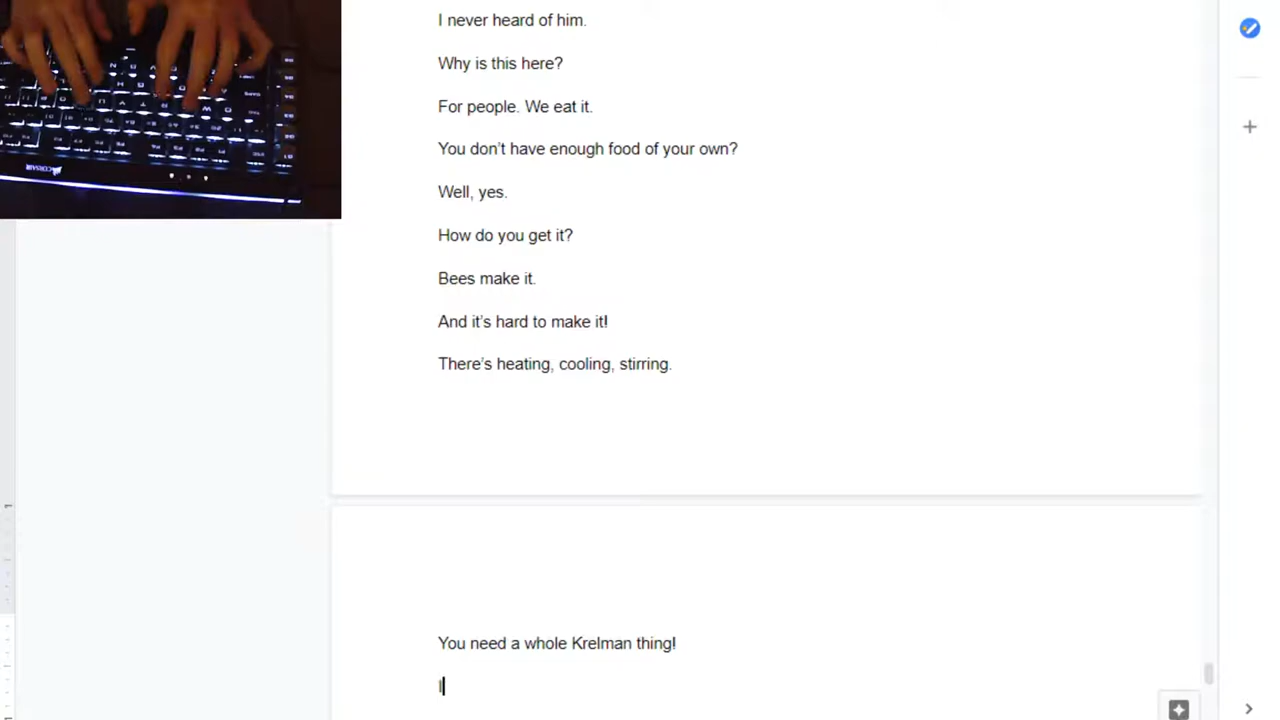 I never heard of him.
Why is this here?
For people. We eat it.
You don’t have enough food of your own?
Well, yes.
How do you get it?
Bees make it.
And it’s hard to make it!
There’s heating, cooling, stirring.
You need a whole Krelman thing!
I
CORSAIR